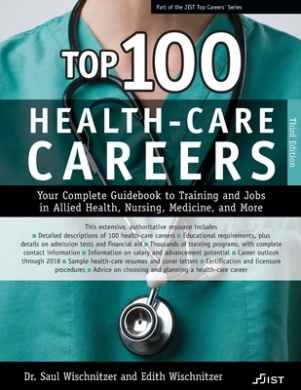 Part of the JIST Top Careers™ Series
TOP 100
HEALTH-CARE
CAREERS
Third Edition
Your Complete Guidebook to Training and Jobs
in Allied Health, Nursing, Medicine, and More
This extensive, authoritative resource includes
■ Detailed descriptions of 100 health-care careers ■ Educational requirements, plus
details on admission tests and financial aid ■ Thousands of training programs, with complete
contact information ■ Information on salary and advancement potential ■ Career outlook
through 2018 ■ Sample health-care resumes and cover letters ■ Certification and licensure
procedures ■ Advice on choosing and planning a health-care career
Dr. Saul Wischnitzer and Edith Wischnitzer
JIST